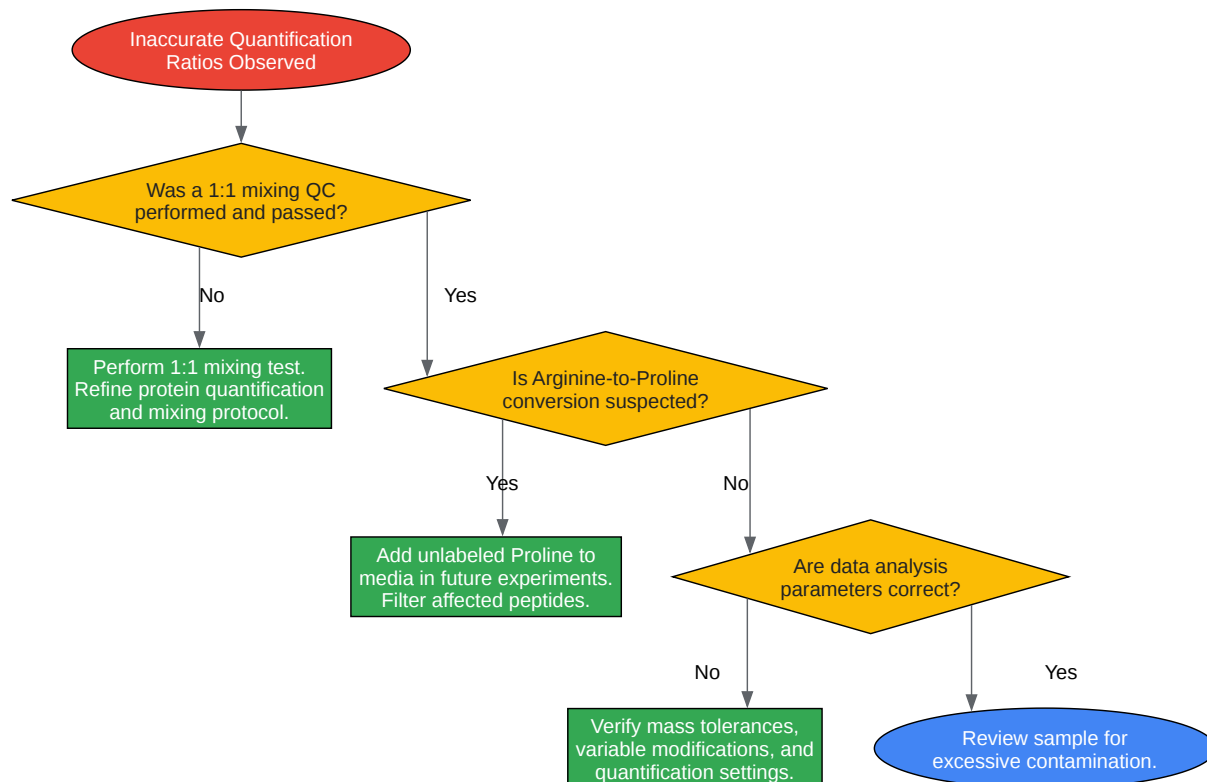 Inaccurate Quantification
Ratios Observed
Was a 1:1 mixing QC
performed and passed?
No
Yes
Perform 1:1 mixing test.
Refine protein quantification
and mixing protocol.
Is Arginine-to-Proline
conversion suspected?
Yes
No
Add unlabeled Proline to
media in future experiments.
Filter affected peptides.
Are data analysis
parameters correct?
No
Yes
Verify mass tolerances,
variable modifications, and
quantification settings.
Review sample for
excessive contamination.